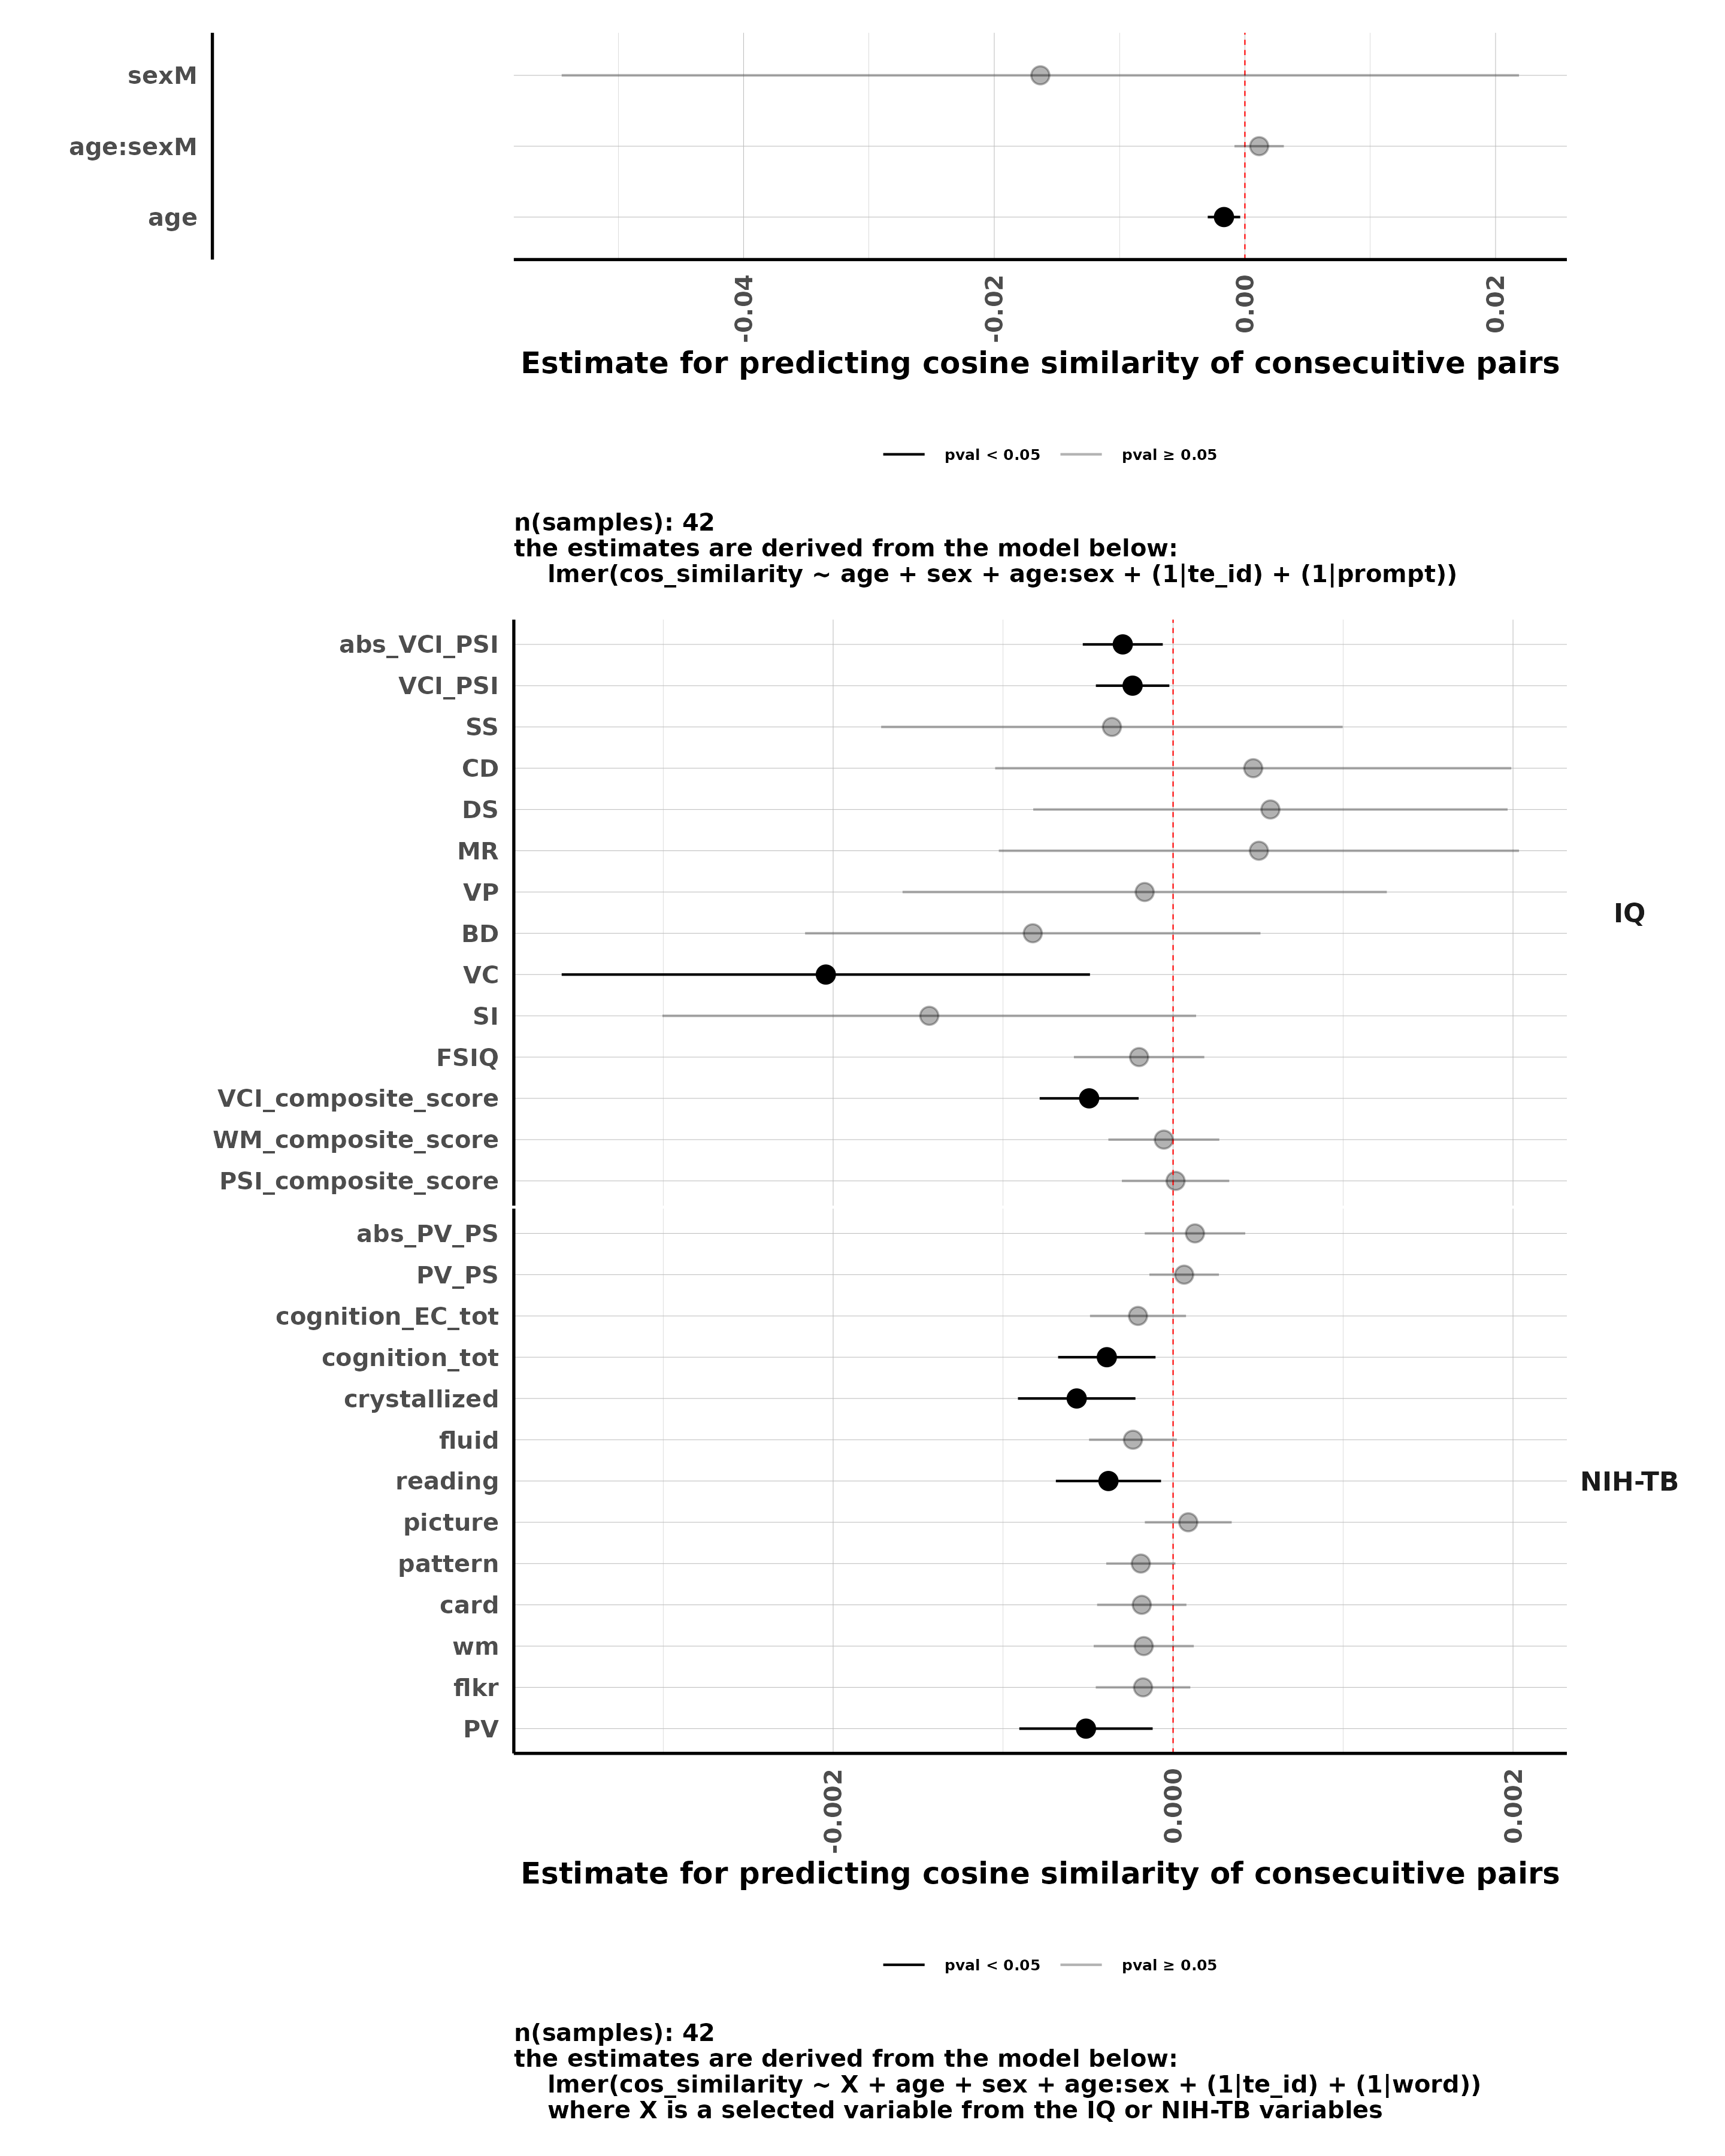 sexM
age:sexM
age
-0.04
-0.02
0.00
0.02
Estimate for predicting cosine similarity of consecuitive pairs
pval < 0.05 pval ≥ 0.05
n(samples): 42
the estimates are derived from the model below:
lmer(cos_similarity ~ age + sex + age:sex + (1|te_id) + (1|prompt))
abs_VCI_PSI
VCI_PSI
SS
CD
DS
MR
VP
BD
VC
SI
FSIQ
VCI_composite_score
WM_composite_score
PSI_composite_score
IQ
abs_PV_PS
PV_PS
cognition_EC_tot
cognition_tot
crystallized
fluid
reading
picture
pattern
card
wm
flkr
PV
NIH-TB
-0.002
0.000
0.002
Estimate for predicting cosine similarity of consecuitive pairs
pval < 0.05 pval ≥ 0.05
n(samples): 42
the estimates are derived from the model below:
lmer(cos_similarity ~ X + age + sex + age:sex + (1|te_id) + (1|word))
where X is a selected variable from the IQ or NIH-TB variables